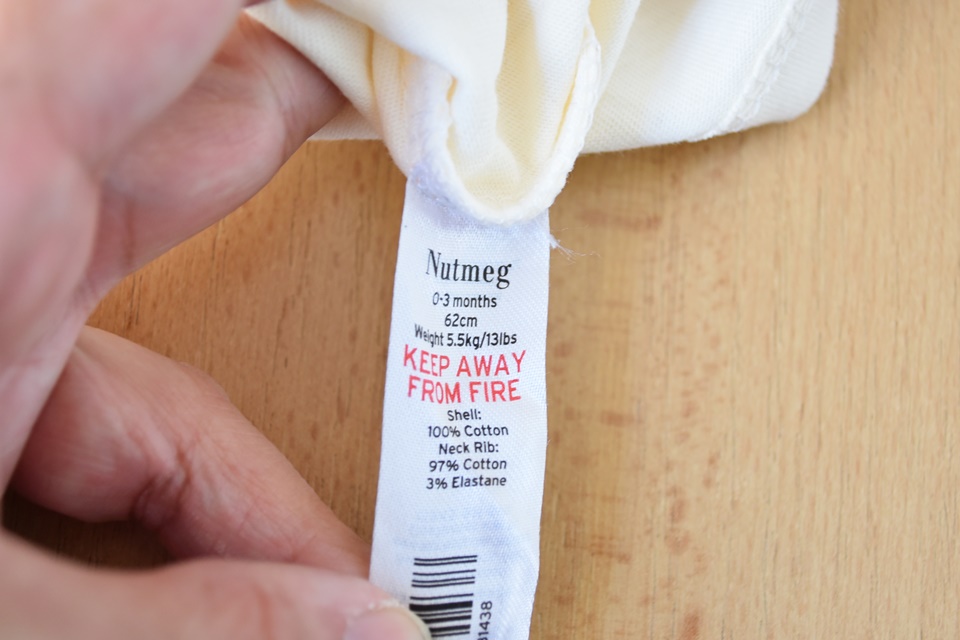 Nutmeg
0-3 months
62cm
Weight 5.5kg/13lbs
KEEP AWAY
FROM FIRE
Shell:
100% Cotton
Neck Rib:
97% Cotton
3% Elastane
1438